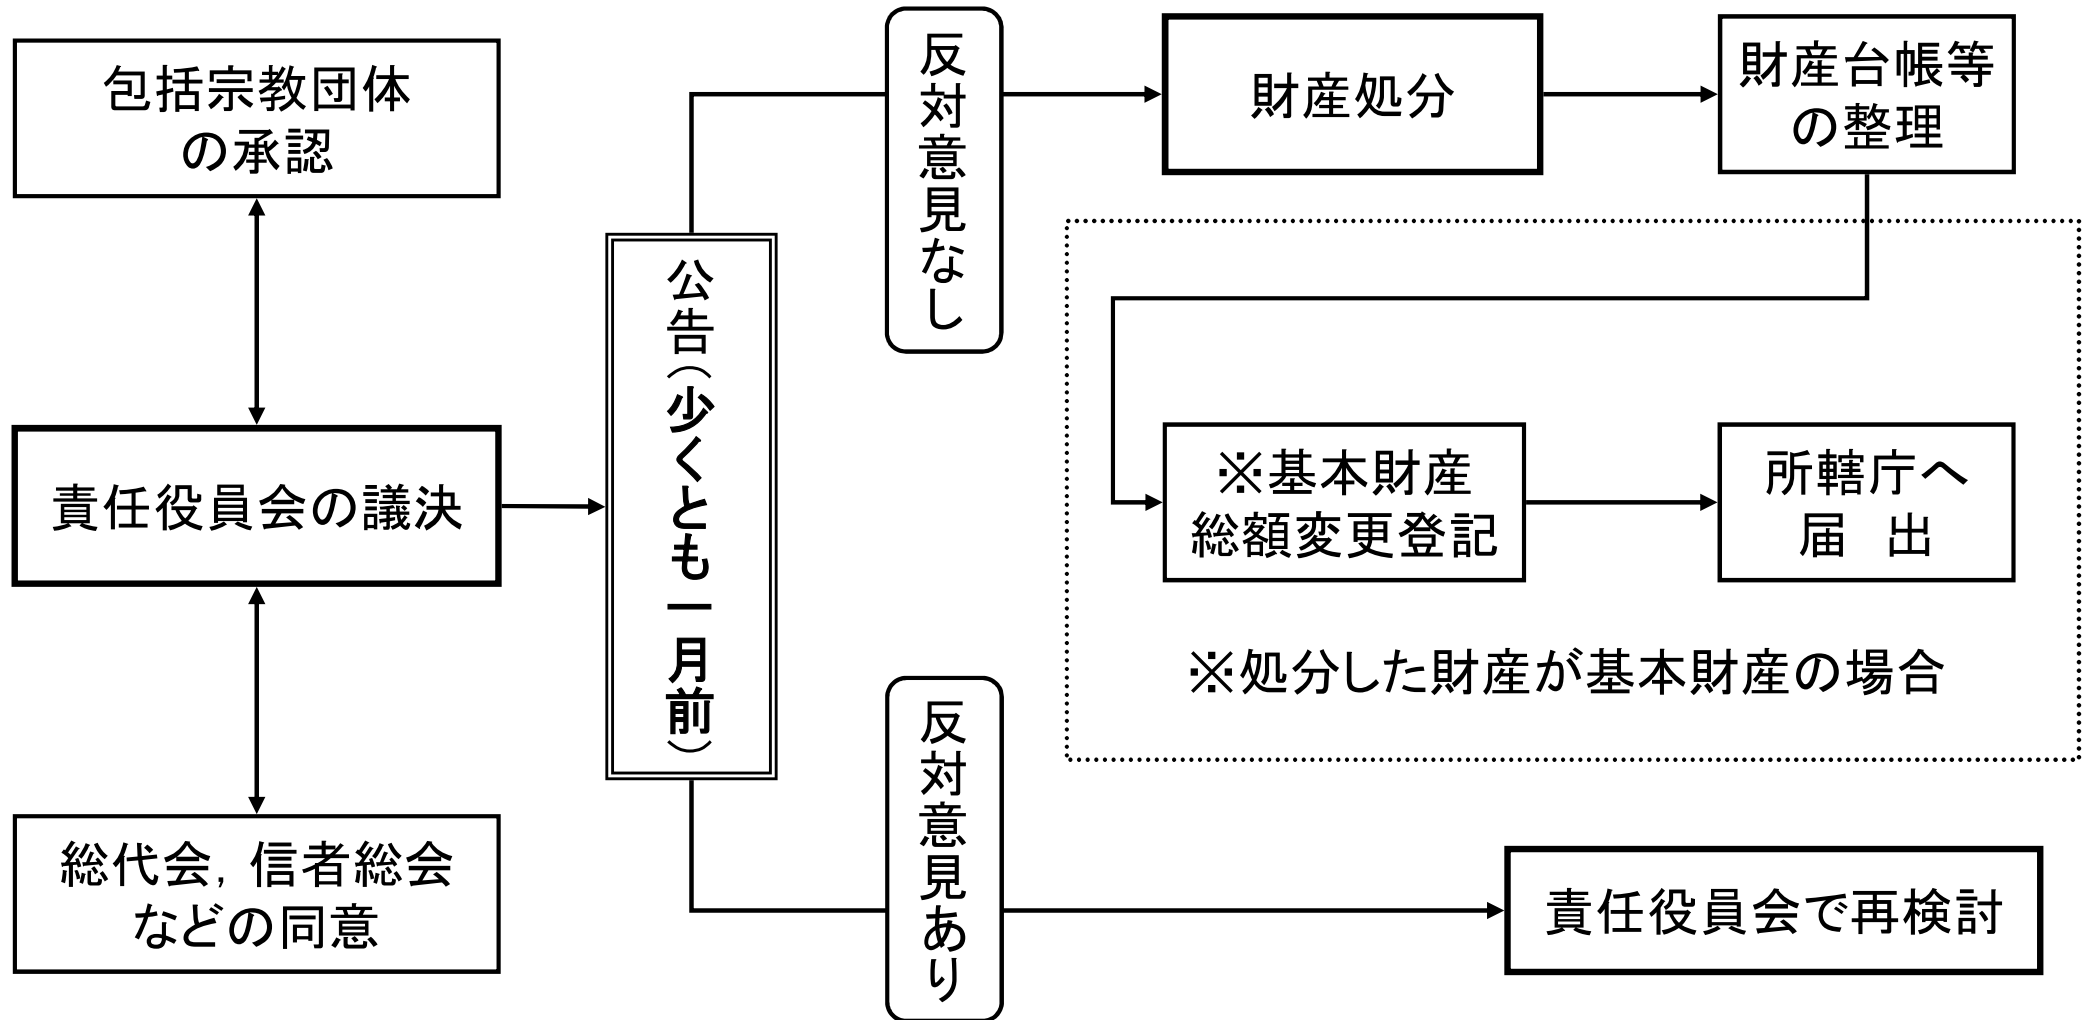 包括宗教団体
の承認
責任役員会の議決
総代会，信者総会
などの同意
公告（少くとも一月前）
反対意見なし
財産処分
財産台帳等
の整理
※基本財産
総額変更登記
所轄庁へ
届　出
※処分した財産が基本財産の場合
反対意見あり
責任役員会で再検討